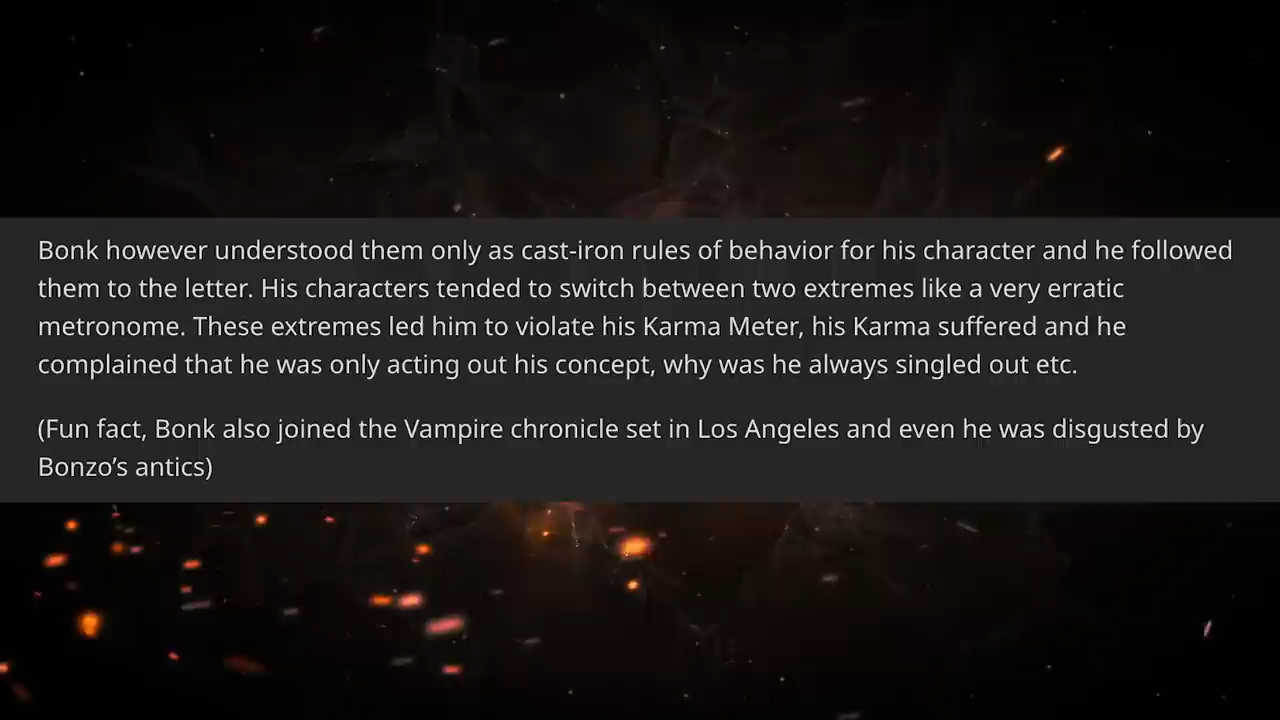 Bonk however understood them only as cast-iron rules of behavior for his character and he followed
them to the letter. His characters tended to switch between two extremes like a very erratic
metronome. These extremes led him to violate his Karma Meter, his Karma suffered and he
complained that he was only acting out his concept, why was he always singled out etc.
(Fun fact, Bonk also joined the Vampire chronicle set in Los Angeles and even he was disgusted by
Bonzo’s antics)